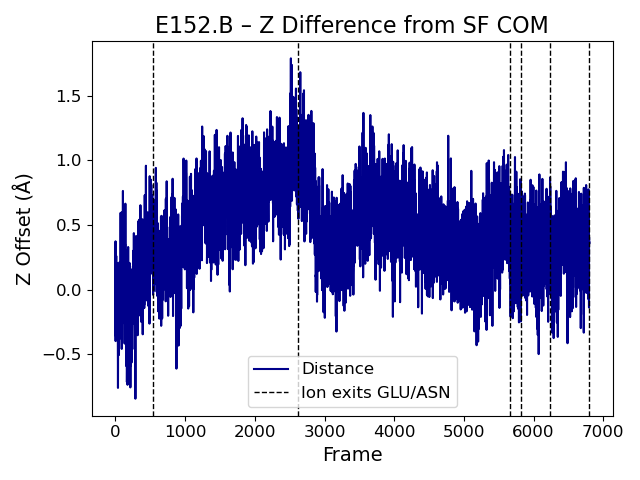 E152.B – Z Difference from SF COM
Z Offset (Å)
1.5
1.0
0.5
0.0
−0.5
Distance
Ion exits GLU/ASN
0 1000 2000 3000 4000 5000 6000 7000
Frame